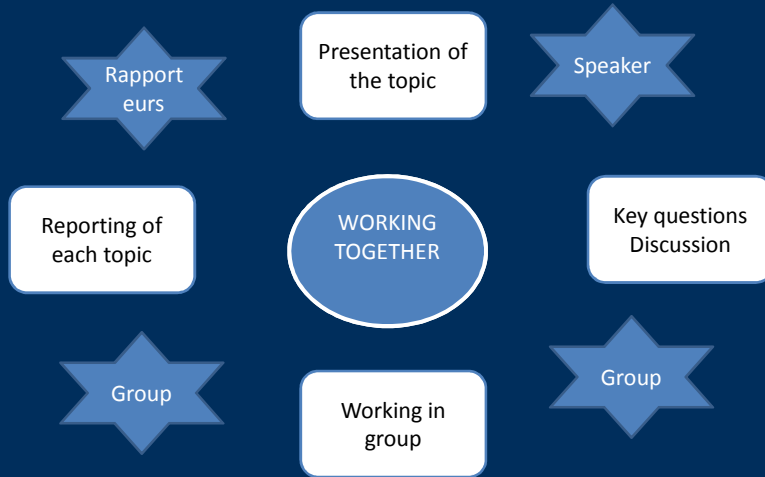 Presentation of
the topic
Speaker
Rapport
eurs
Reporting of
each topic
WORKING
TOGETHER
Key questions
Discussion
Group
Working in
group
Group